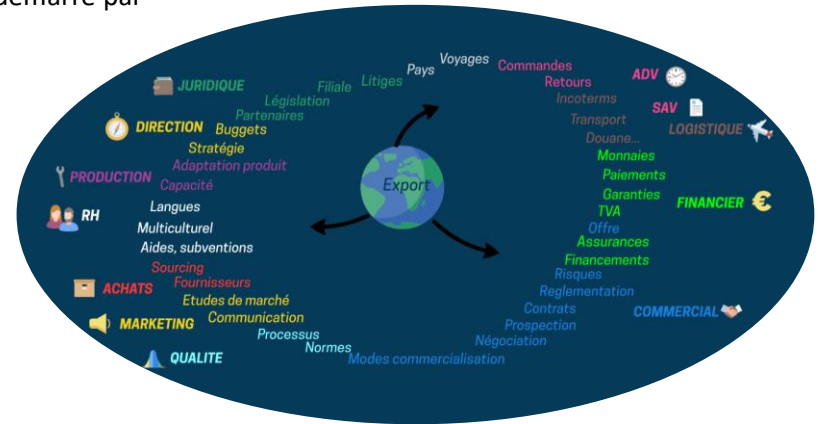 démarre par
Voyages
Pays
Commandes
Litiges
Retours
ADV
Filiale
JURIDIQUE
Incoterms
SAV
Législation
Transport
Partenaires
LOGISTIQUE
DIRECTION
Buggets
Douane...
Stratégie
Monnaies
Adaptation produit
PRODUCTION
Paiements
Capacité
Export
Garanties
FINANCIER
Langues
TVA
RH
Multiculturel
Offre
Aides, subventions
Assurances
Sourcing
Financements
Fournisseurs
Risques
ACHATS
Etudes de marché
Reglementation
Communication
Contrats
COMMERCIAL
MARKETING
Prospection
Processus
Négociation
Normes
Modes commercialisation
QUALITE